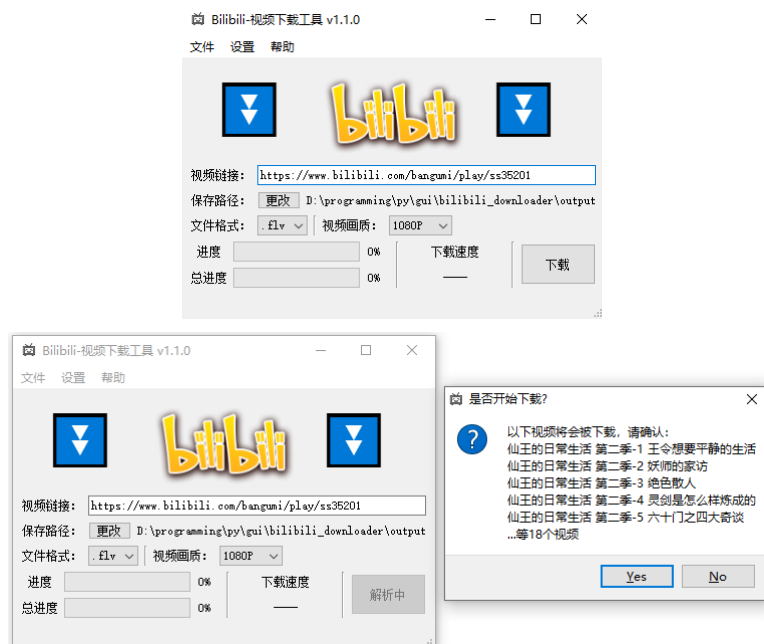 Bilibili-视频下载工具 v1.1.0
文件 设置 帮助
bilibili
视频链接： https://www.bilibili.com/bangumi/play/ss35201
保存路径： 更改 D:\programming\py\gui\bilibili_downloader\output
文件格式： .flv 视频画质： 1080P
进度 0% 下载速度
总进度 0% —— 下载
Bilibili-视频下载工具 v1.1.0
文件 设置 帮助
bilibili
视频链接： https://www.bilibili.com/bangumi/play/ss35201
保存路径： 更改 D:\programming\py\gui\bilibili_downloader\output
文件格式： .flv 视频画质： 1080P
进度 0% 下载速度
总进度 0% —— 解析中
是否开始下载?
以下视频将会被下载，请确认：
仙王的日常生活 第二季-1 王令想要平静的生活
仙王的日常生活 第二季-2 妖师的家访
仙王的日常生活 第二季-3 绝色散人
仙王的日常生活 第二季-4 灵剑是怎么样炼成的
仙王的日常生活 第二季-5 六十门之四大奇谈
...等18个视频
Yes No